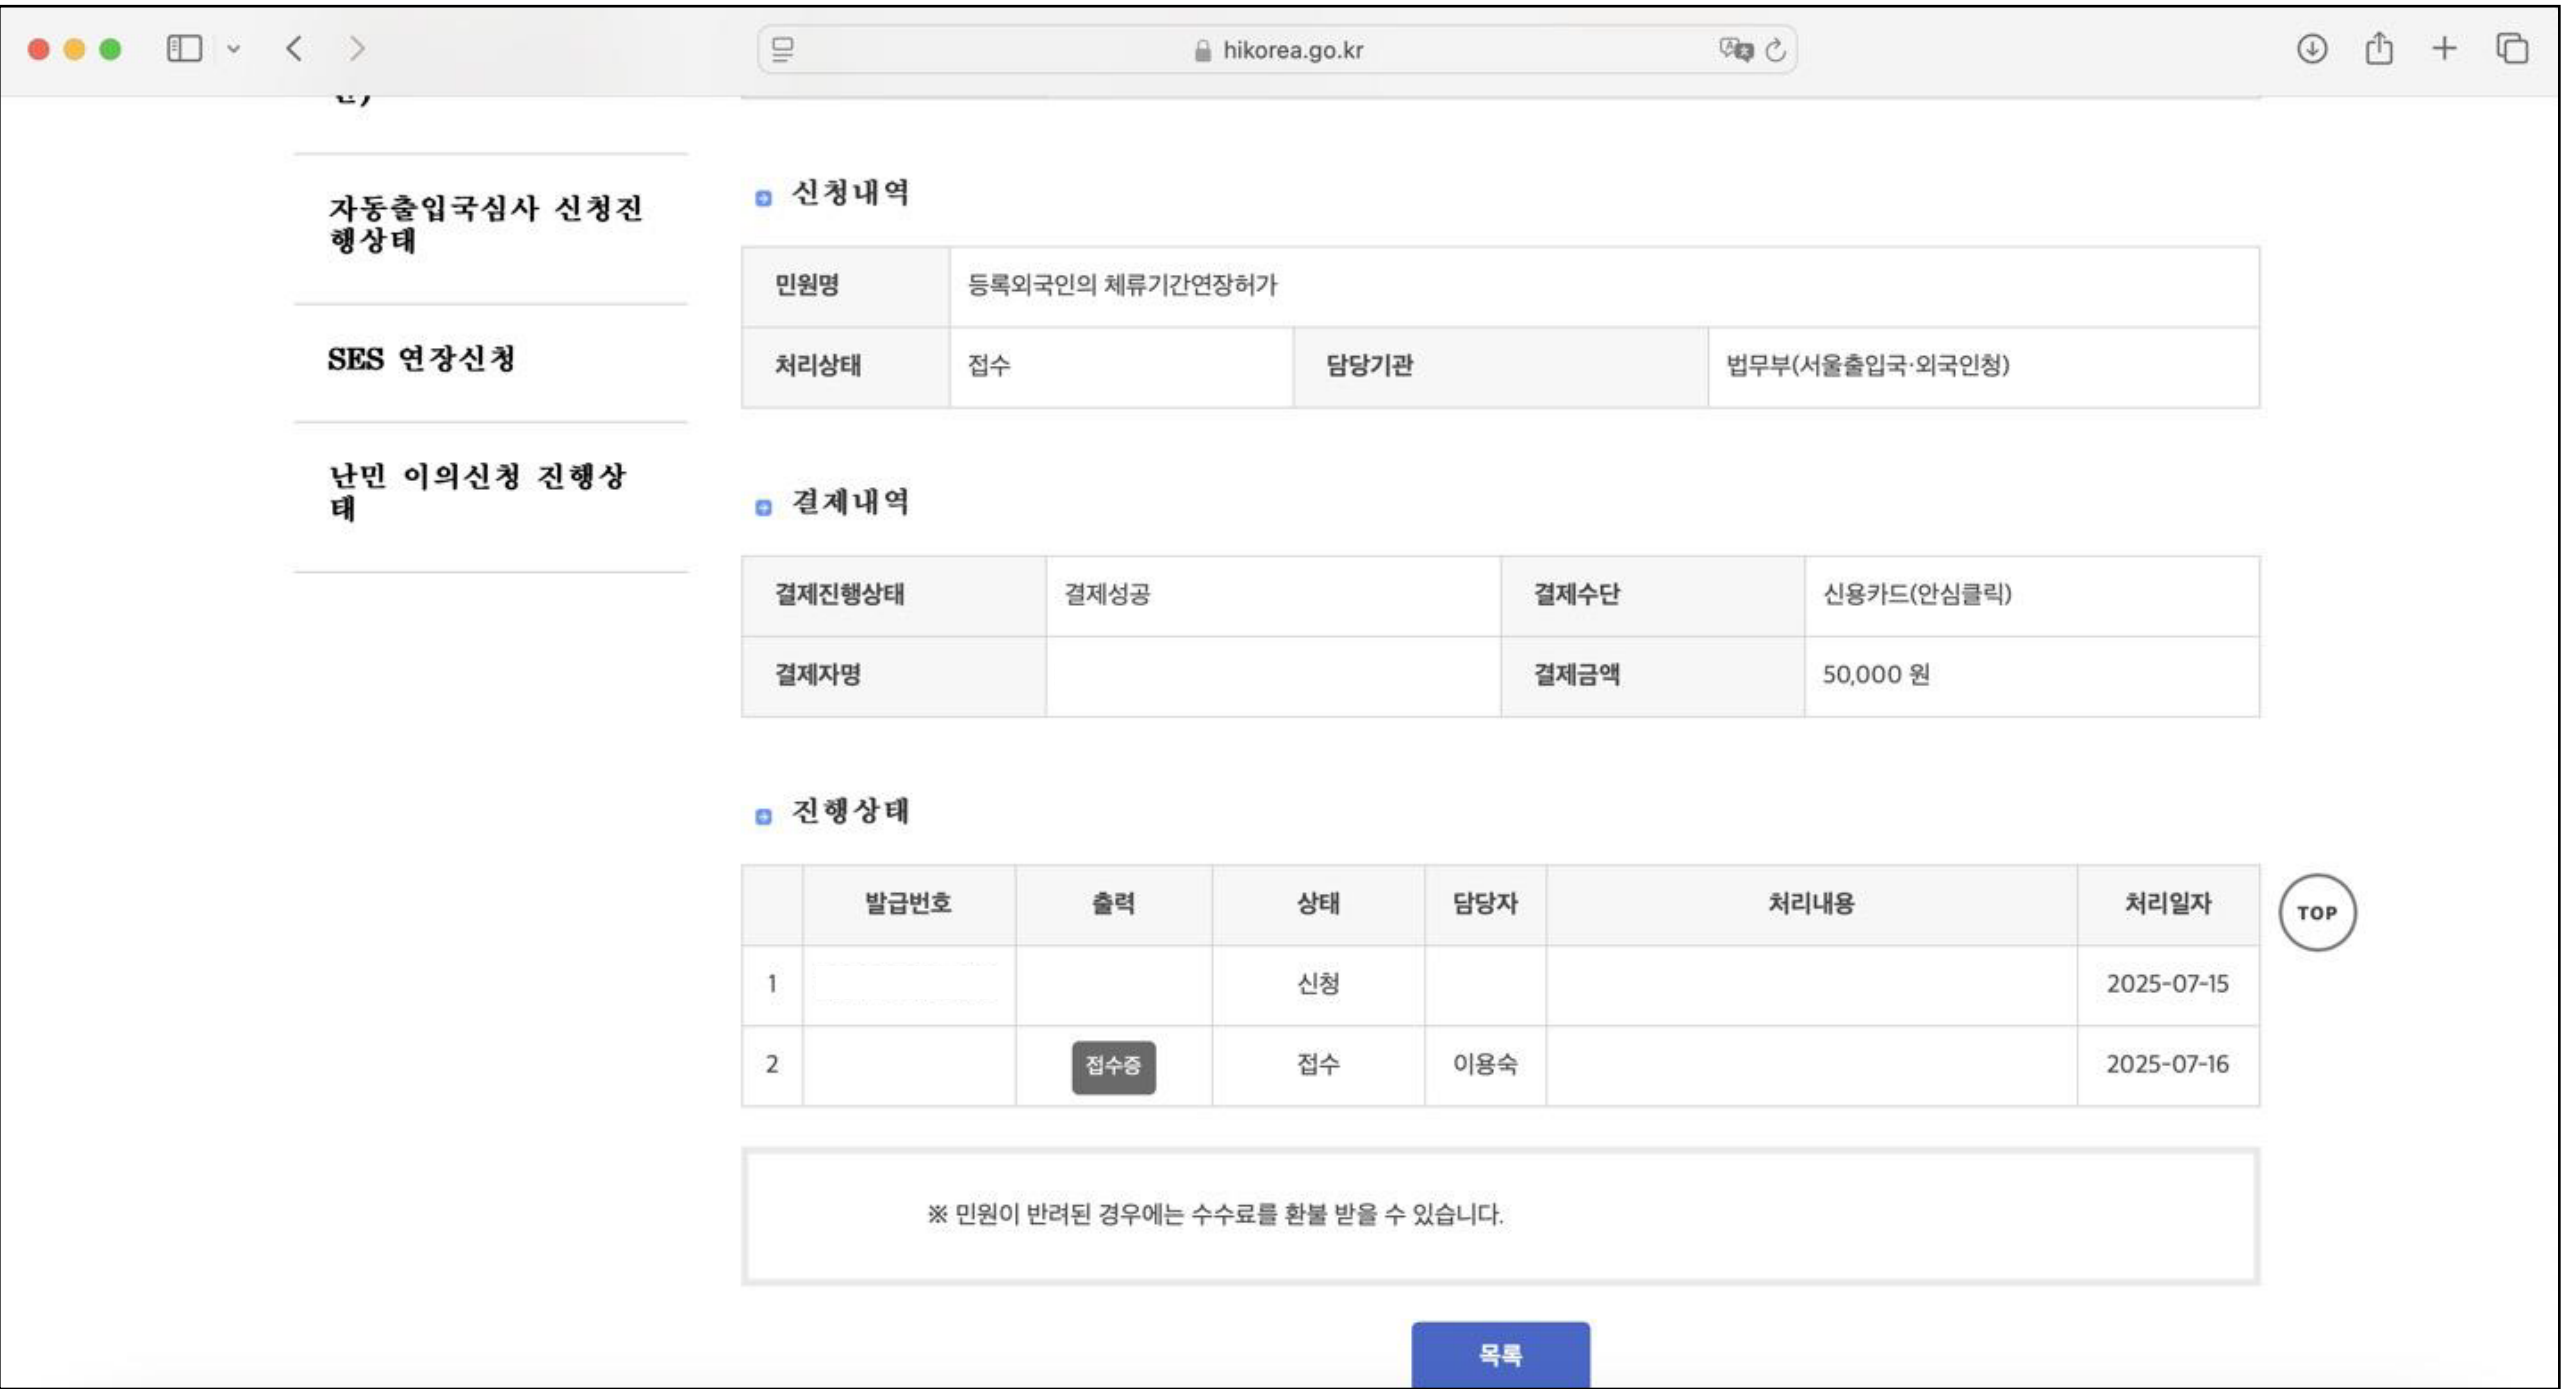 hikorea.go.kr
자동출입국심사 신청진
행상태
SES 연장신청
난민 이의신청 진행상
태
신청내역
민원명 등록외국인의 체류기간연장허가
처리상태 접수 담당기관 법무부(서울출입국·외국인청)
결제내역
결제진행상태 결제성공 결제수단 신용카드(안심클릭)
결제자명 결제금액 50,000 원
진행상태
발급번호 출력 상태 담당자 처리내용 처리일자
1 신청 2025-07-15
2 접수증 접수 이용숙 2025-07-16
TOP
※ 민원이 반려된 경우에는 수수료를 환불 받을 수 있습니다.
목록